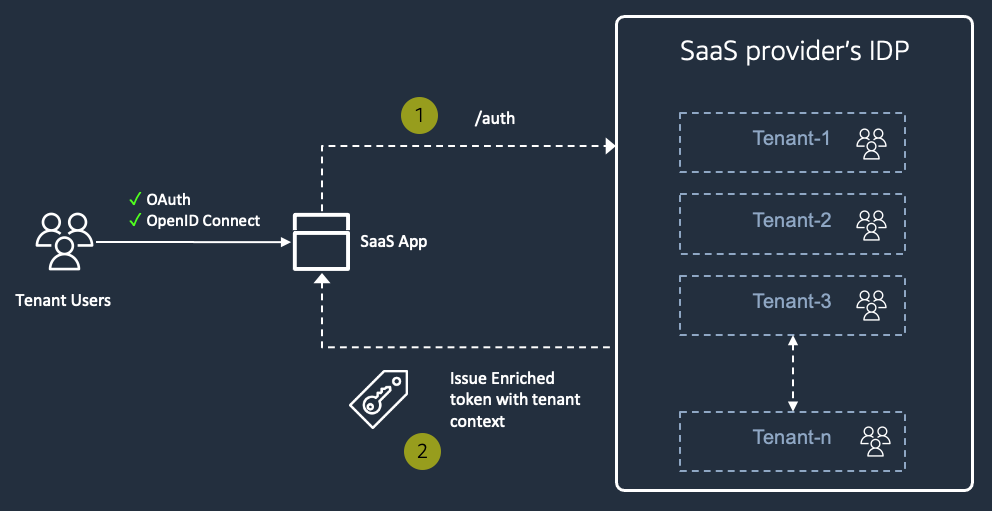 SaaS provider's IDP
1
/auth
Tenant-1
✓ OAuth
✓ OpenID Connect
Tenant-2
SaaS App
Tenant Users
Tenant-3
Issue Enriched
token with tenant
context
2
Tenant-n